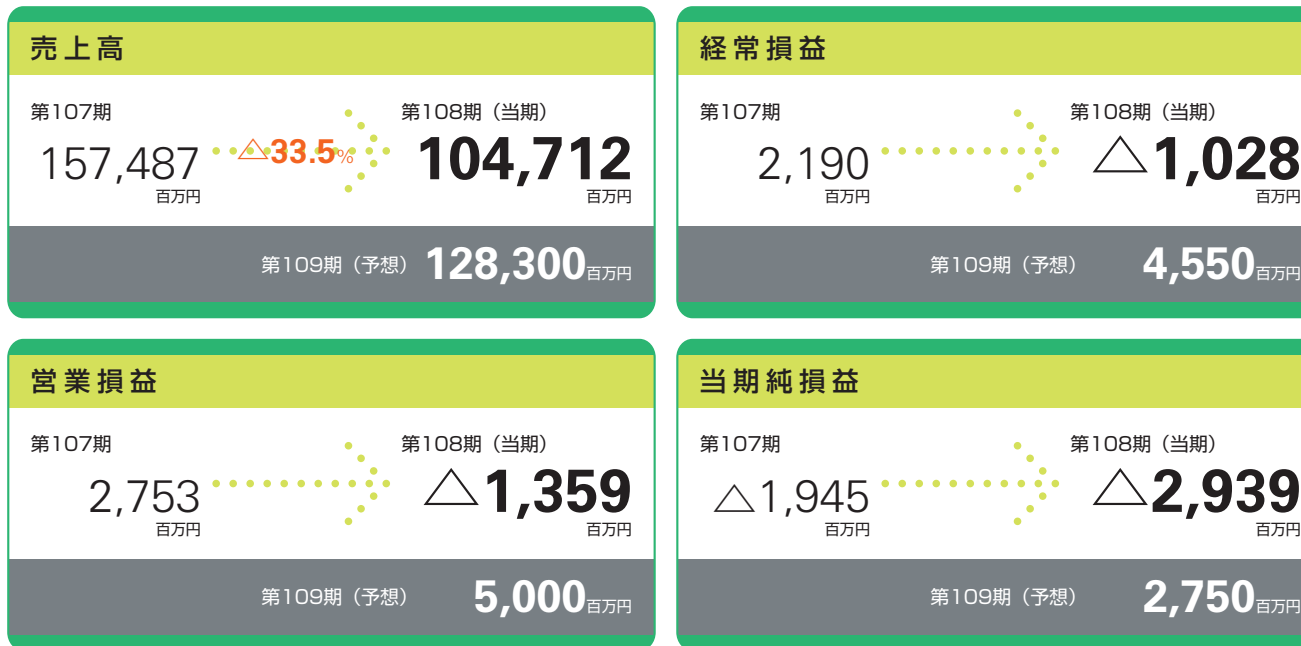 売上高
第107期
157,487
百万円
△33.5%
第108期（当期）
104,712
百万円
第109期（予想） 128,300百万円
経常損益
第107期
2,190
百万円
第108期（当期）
△1,028
百万円
第109期（予想） 4,550百万円
営業損益
第107期
2,753
百万円
第108期（当期）
△1,359
百万円
第109期（予想） 5,000百万円
当期純損益
第107期
△1,945
百万円
第108期（当期）
△2,939
百万円
第109期（予想） 2,750百万円